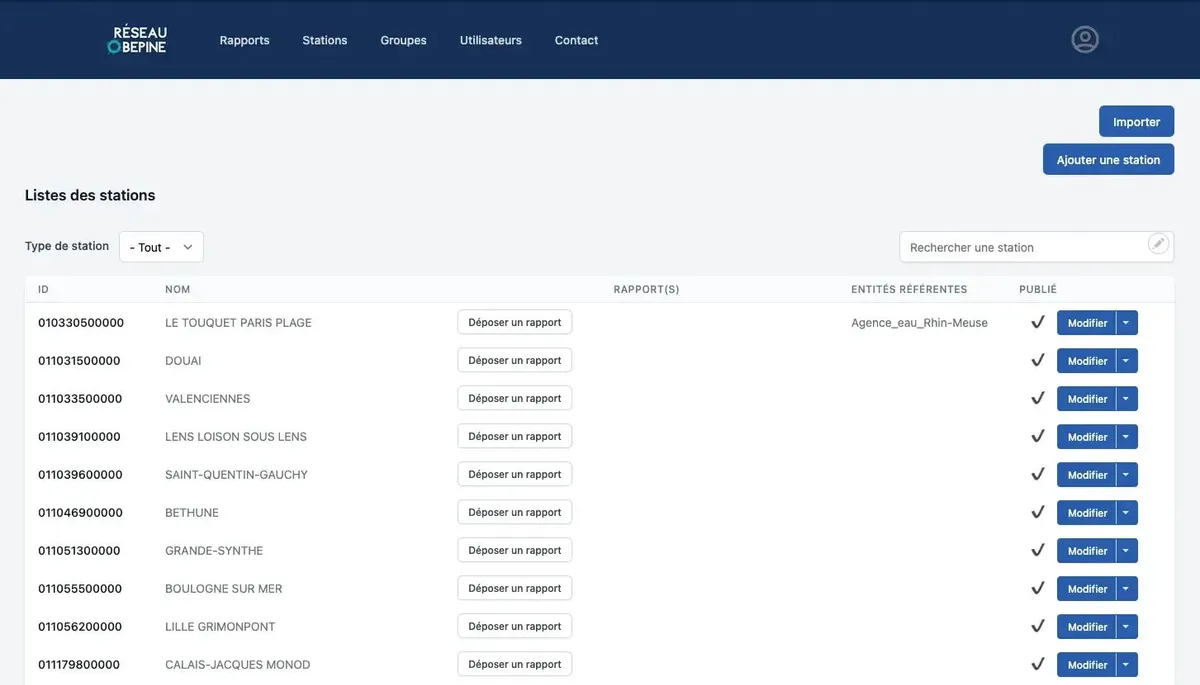 RÉSEAU
OBEPINE
Rapports Stations Groupes Utilisateurs Contact
Importer
Ajouter une station
Listes des stations
Type de station - Tout - Rechercher une station
ID NOM RAPPORT(S) ENTITÉS RÉFÉRENTES PUBLIÉ
010330500000 LE TOUQUET PARIS PLAGE Déposer un rapport Agence_eau_Rhin-Meuse ✓ Modifier
011031500000 DOUAI Déposer un rapport ✓ Modifier
011033500000 VALENCIENNES Déposer un rapport ✓ Modifier
011039100000 LENS LOISON SOUS LENS Déposer un rapport ✓ Modifier
011039600000 SAINT-QUENTIN-GAUCHY Déposer un rapport ✓ Modifier
011046900000 BETHUNE Déposer un rapport ✓ Modifier
011051300000 GRANDE-SYNTHE Déposer un rapport ✓ Modifier
011055500000 BOULOGNE SUR MER Déposer un rapport ✓ Modifier
011056200000 LILLE GRIMONPONT Déposer un rapport ✓ Modifier
011179800000 CALAIS-JACQUES MONOD Déposer un rapport ✓ Modifier